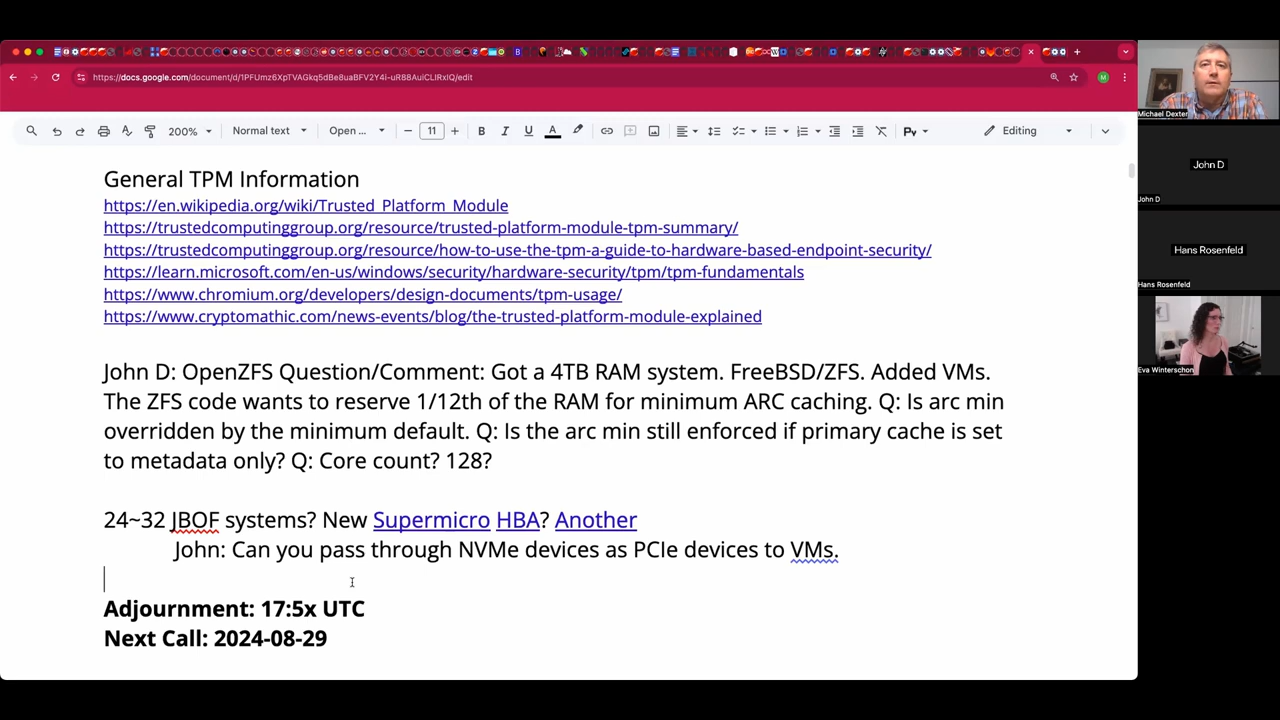 https://docs.google.com/document/d/1PFUmz6XpTVAGkq5dBe8uaBFV2Y4i-uR88AuiCLIRxIQ/edit
200%
Normal text
Open ...
11
Editing
General TPM Information
https://en.wikipedia.org/wiki/Trusted_Platform_Module
https://trustedcomputinggroup.org/resource/trusted-platform-module-tpm-summary/
https://trustedcomputinggroup.org/resource/how-to-use-the-tpm-a-guide-to-hardware-based-endpoint-security/
https://learn.microsoft.com/en-us/windows/security/hardware-security/tpm/tpm-fundamentals
https://www.chromium.org/developers/design-documents/tpm-usage/
https://www.cryptomathic.com/news-events/blog/the-trusted-platform-module-explained
John D: OpenZFS Question/Comment: Got a 4TB RAM system. FreeBSD/ZFS. Added VMs.
The ZFS code wants to reserve 1/12th of the RAM for minimum ARC caching. Q: Is arc min
overridden by the minimum default. Q: Is the arc min still enforced if primary cache is set
to metadata only? Q: Core count? 128?
24~32 JBOF systems? New Supermicro HBA? Another
John: Can you pass through NVMe devices as PCIe devices to VMs.
Adjournment: 17:5x UTC
Next Call: 2024-08-29
Michael Dexter
John D
John D
Hans Rosenfeld
Hans Rosenfeld
Eva Winterschon